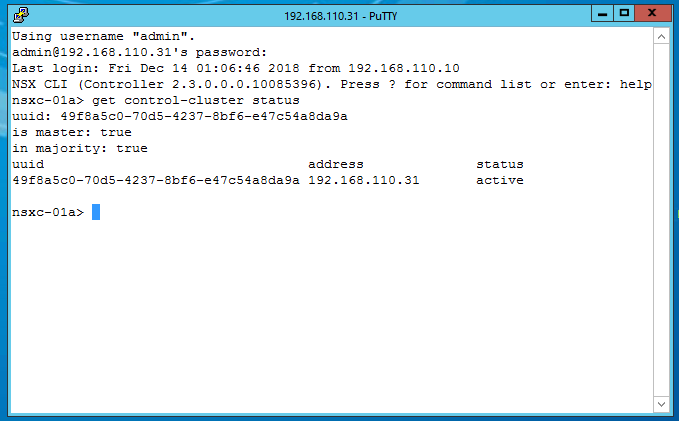 192.168.110.31 - PuTTY
Using username "admin".
admin@192.168.110.31's password:
Last login: Fri Dec 14 01:06:46 2018 from 192.168.110.10
NSX CLI (Controller 2.3.0.0.0.10085396). Press ? for command list or enter: help
nsxc-01a> get control-cluster status
uuid: 49f8a5c0-70d5-4237-8bf6-e47c54a8da9a
is master: true
in majority: true
uuid address status
49f8a5c0-70d5-4237-8bf6-e47c54a8da9a 192.168.110.31 active
nsxc-01a>